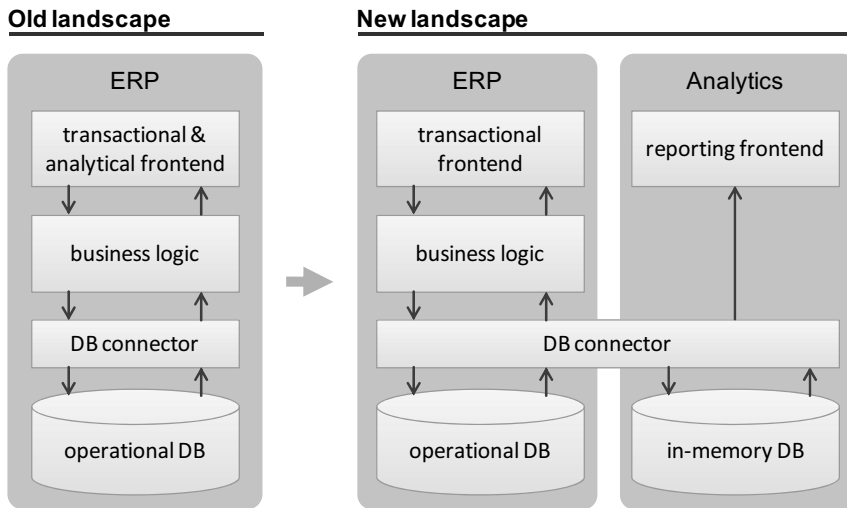 Old landscape
New landscape
ERP
transactional &
analytical frontend
business logic
DB connector
operational DB
ERP
transactional
frontend
business logic
DB connector
operational DB
Analytics
reporting frontend
in-memory DB